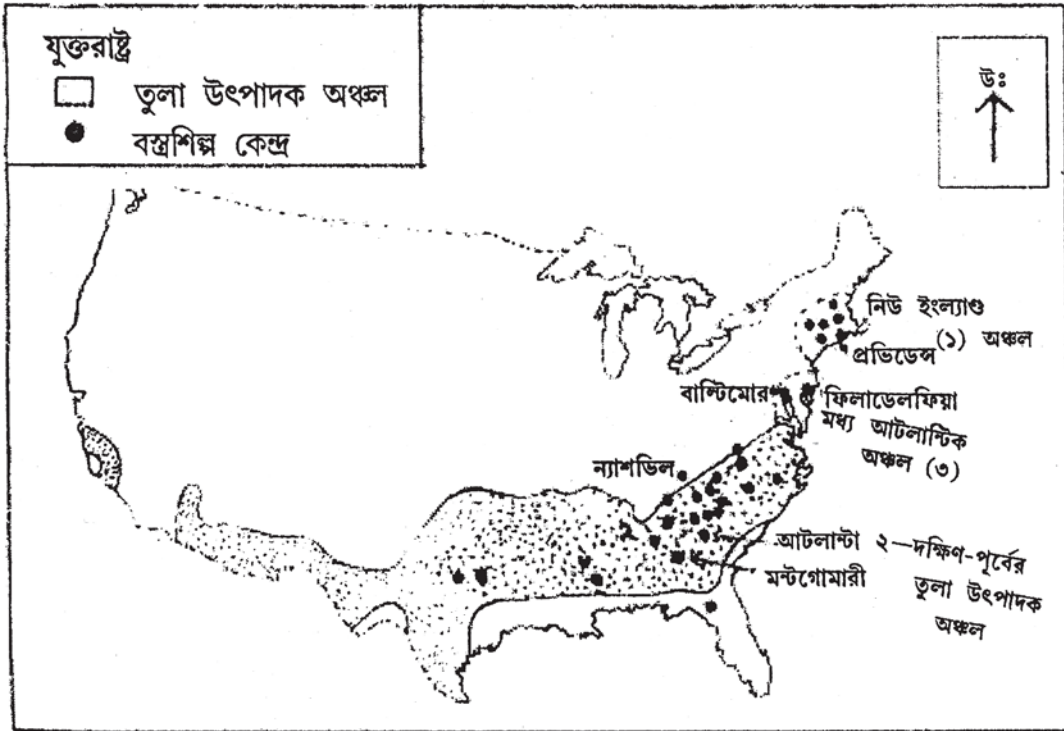 যুক্তরাষ্ট্র
তুলা উৎপাদক অঞ্চল
বস্ত্রশিল্প কেন্দ্র
উঃ
নিউ ইংল্যাণ্ড
(১) অঞ্চল
প্রভিডেন্স
বাল্টিমোর
ফিলাডেলফিয়া
মধ্য আটলান্টিক
অঞ্চল (৩)
ন্যাশভিল
আটলান্টা
মন্টগোমারী
২—দক্ষিণ-পূর্বের
তুলা উৎপাদক
অঞ্চল